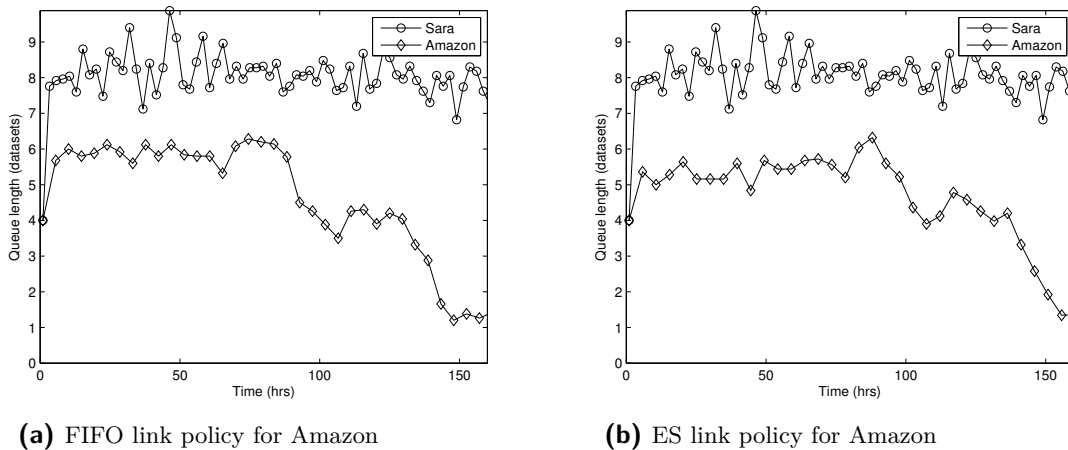 9
8
7
6
5
4
3
2
1
0
Queue length (datasets)
0 50 100 150
Time (hrs)
Sara
Amazon
(a) FIFO link policy for Amazon
9
8
7
6
5
4
3
2
1
0
Queue length (datasets)
0 50 100 150
Time (hrs)
Sara
Amazon
(b) ES link policy for Amazon